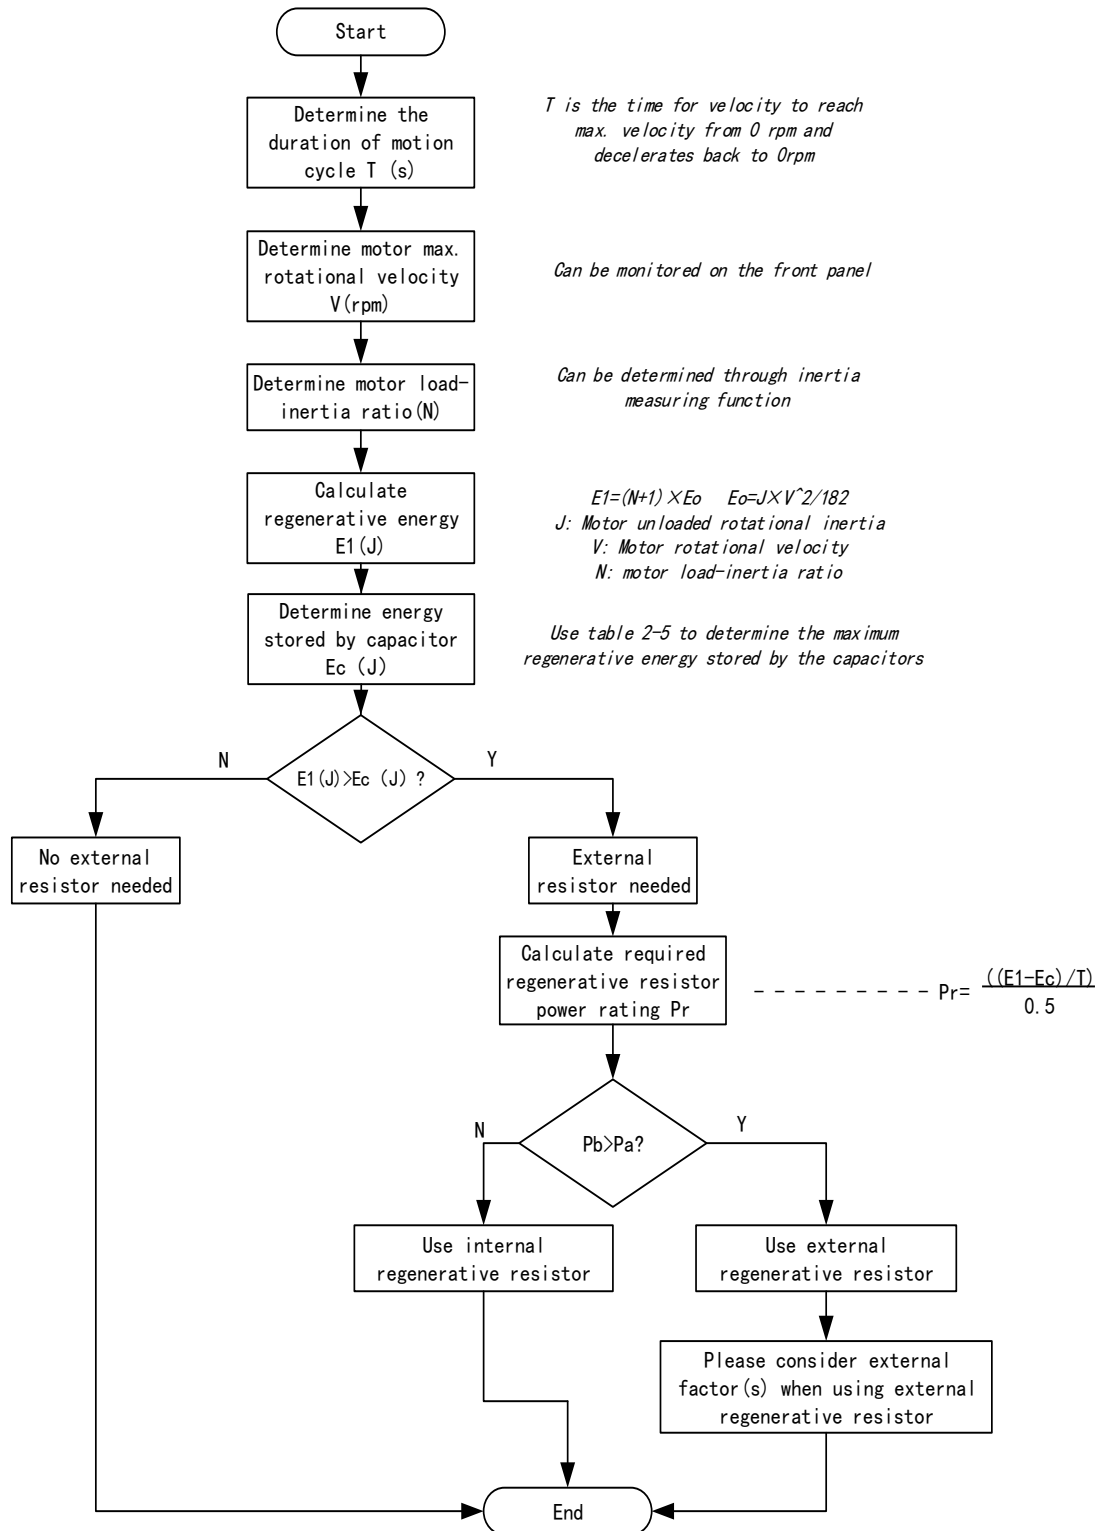 Start
Determine the
duration of motion
cycle T (s)
T is the time for velocity to reach
max. velocity from 0 rpm and
decelerates back to 0rpm
Determine motor max.
rotational velocity
V(rpm)
Can be monitored on the front panel
Determine motor load-
inertia ratio(N)
Can be determined through inertia
measuring function
Calculate
regenerative energy
E1(J)
E1=(N+1)×Eo Eo=J×V^2/182
J: Motor unloaded rotational inertia
V: Motor rotational velocity
N: motor load-inertia ratio
Determine energy
stored by capacitor
Ec (J)
Use table 2-5 to determine the maximum
regenerative energy stored by the capacitors
N
E1(J)>Ec (J) ?
Y
No external
resistor needed
External
resistor needed
Calculate required
regenerative resistor
power rating Pr
Pr= ((E1-Ec)/T)
0.5
N
Pb>Pa?
Y
Use internal
regenerative resistor
Use external
regenerative resistor
Please consider external
factor(s) when using external
regenerative resistor
End